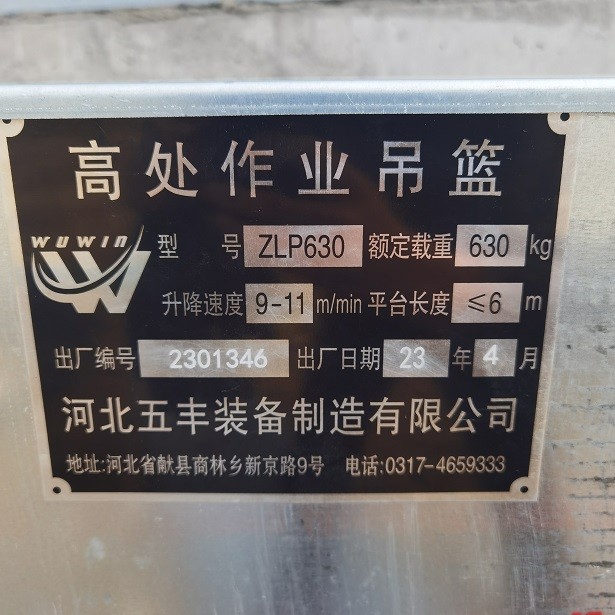 高处作业吊篮
WUWIN
型 号 ZLP630 额定载重 630 kg
升降速度 9-11 m/min 平台长度 ≤6 m
出厂编号 2301346 出厂日期 23 年 4 月
河北五丰装备制造有限公司
地址:河北省献县商林乡新京路9号 电话:0317-4659333